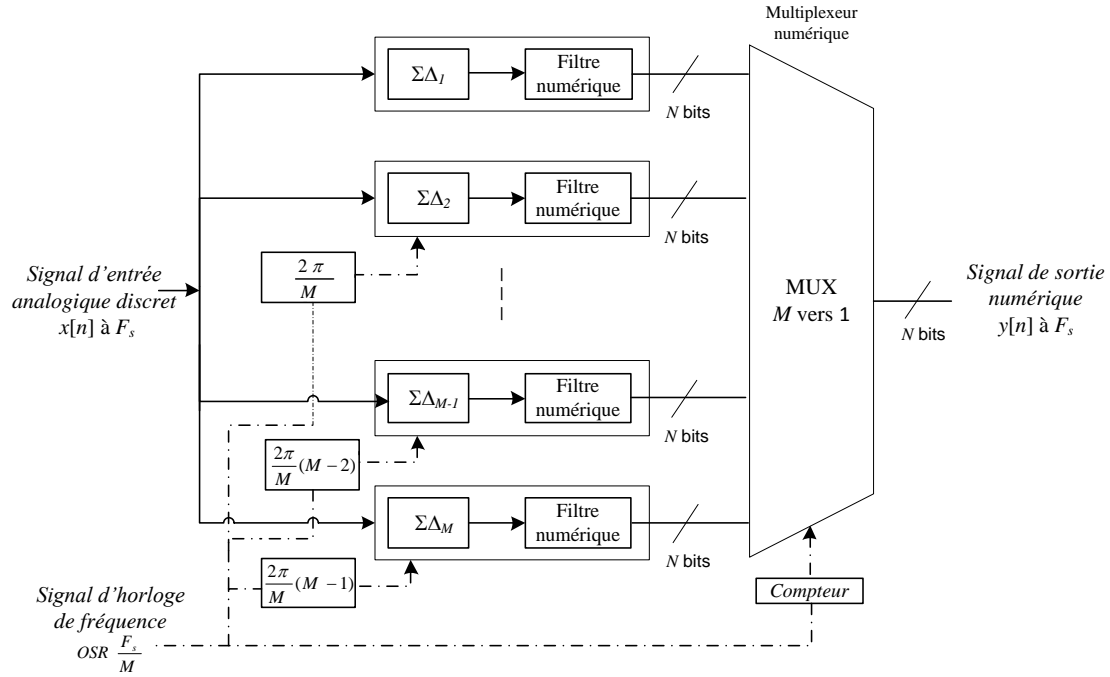 Multiplexeur
numérique
ΣΔ1
Filtre
numérique
N bits
ΣΔ2
Filtre
numérique
N bits
2 π
M
Signal d'entrée
analogique discret
x[n] à Fs
MUX
M vers 1
Signal de sortie
numérique
y[n] à Fs
N bits
ΣΔM-1
Filtre
numérique
N bits
2π
M
(M − 2)
ΣΔM
Filtre
numérique
N bits
2π
M
(M − 1)
Compteur
Signal d'horloge
de fréquence
OSR Fs
M